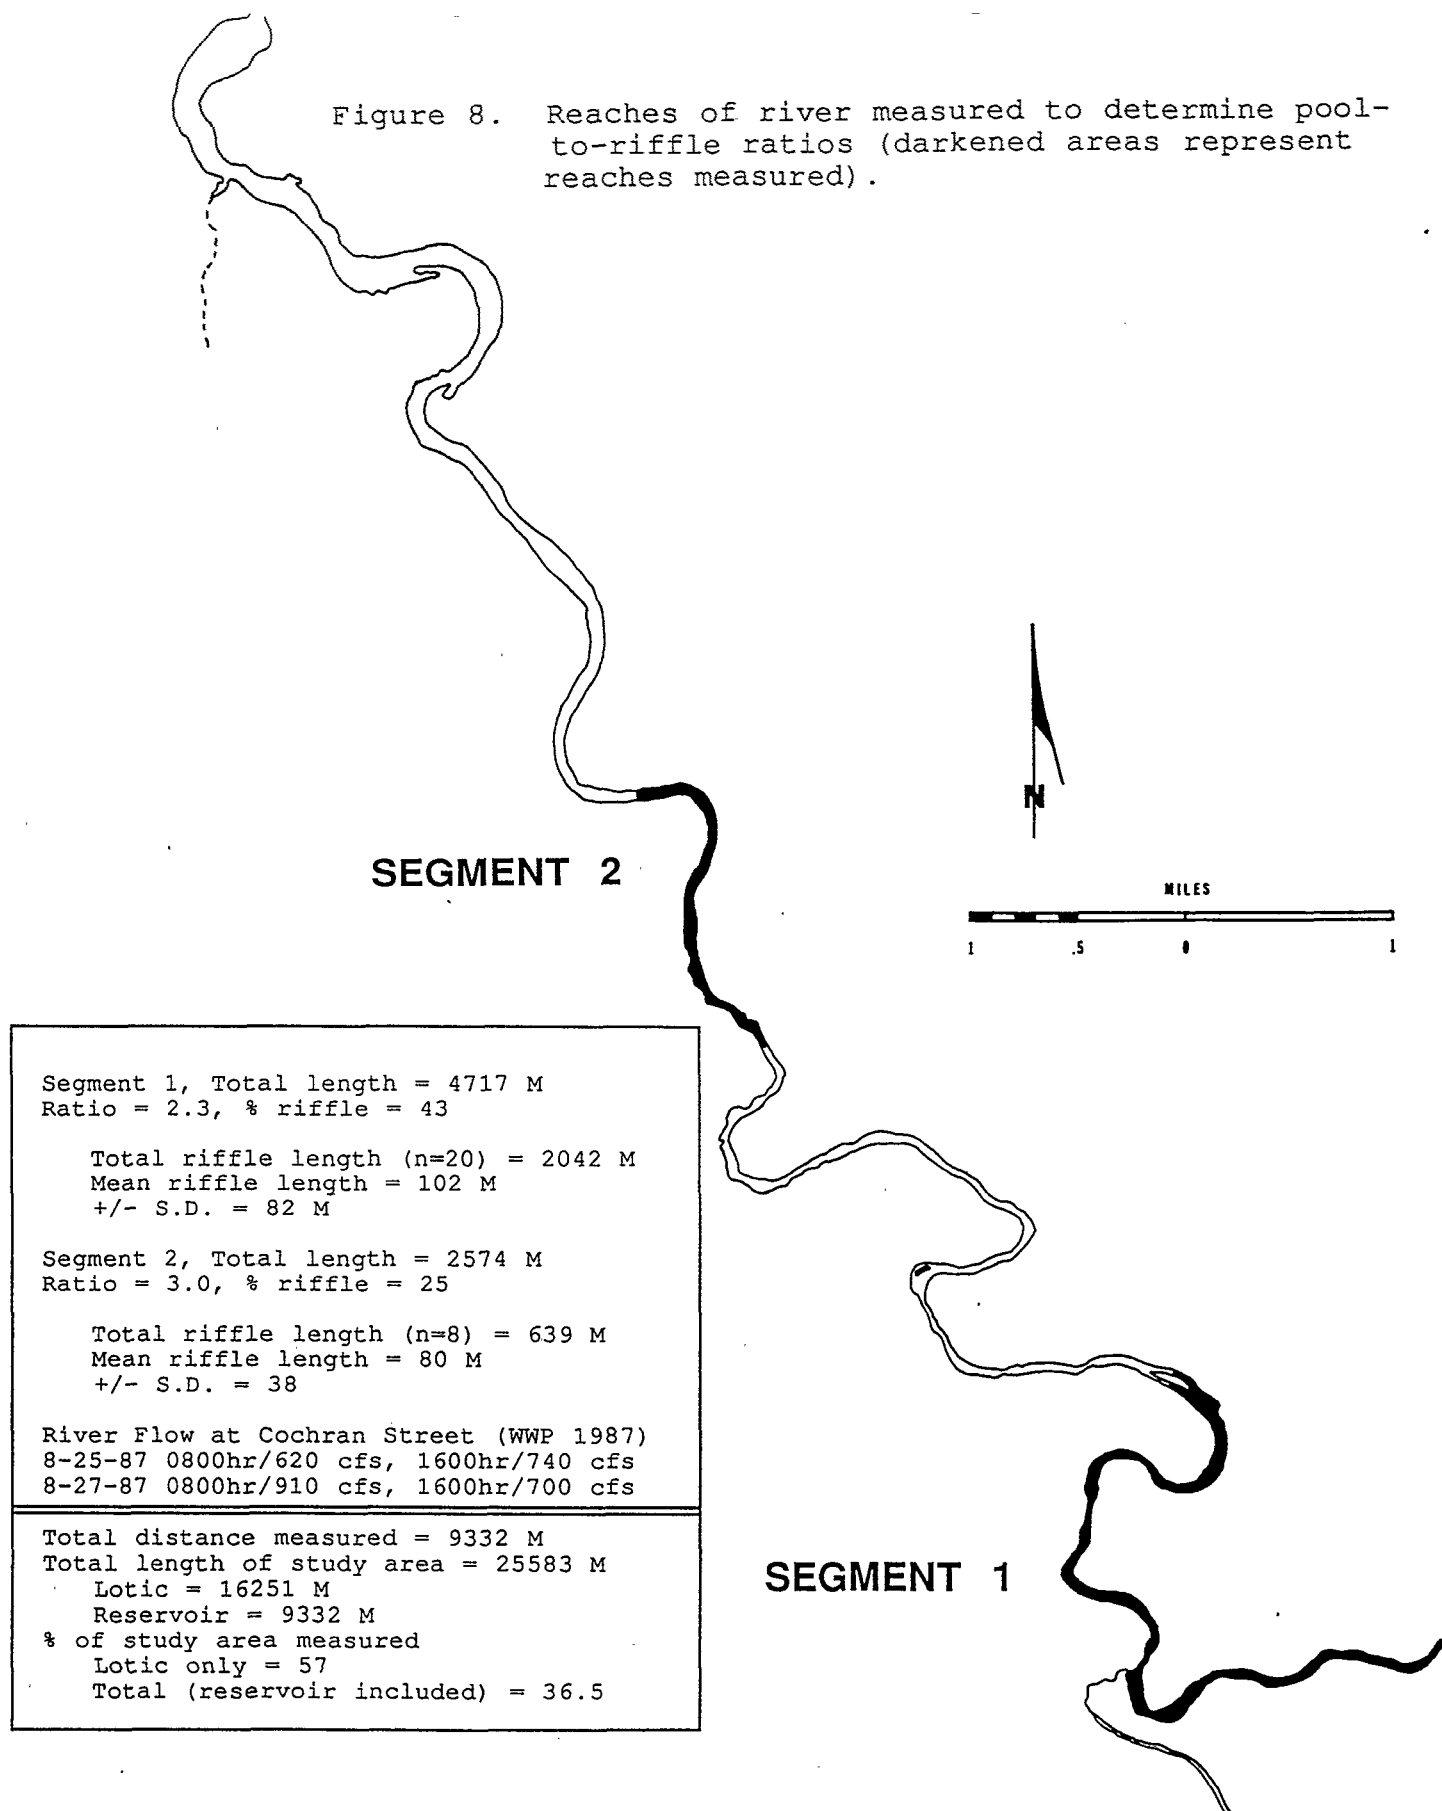 Figure 8. Reaches of river measured to determine pool-
to-riffle ratios (darkened areas represent
reaches measured).
N
MILES
1 .5 0 1
SEGMENT 2
Segment 1, Total length = 4717 M
Ratio = 2.3, % riffle = 43
Total riffle length (n=20) = 2042 M
Mean riffle length = 102 M
+/- S.D. = 82 M
Segment 2, Total length = 2574 M
Ratio = 3.0, % riffle = 25
Total riffle length (n=8) = 639 M
Mean riffle length = 80 M
+/- S.D. = 38
River Flow at Cochran Street (WWP 1987)
8-25-87 0800hr/620 cfs, 1600hr/740 cfs
8-27-87 0800hr/910 cfs, 1600hr/700 cfs
Total distance measured = 9332 M
Total length of study area = 25583 M
Lotic = 16251 M
Reservoir = 9332 M
% of study area measured
Lotic only = 57
Total (reservoir included) = 36.5
SEGMENT 1